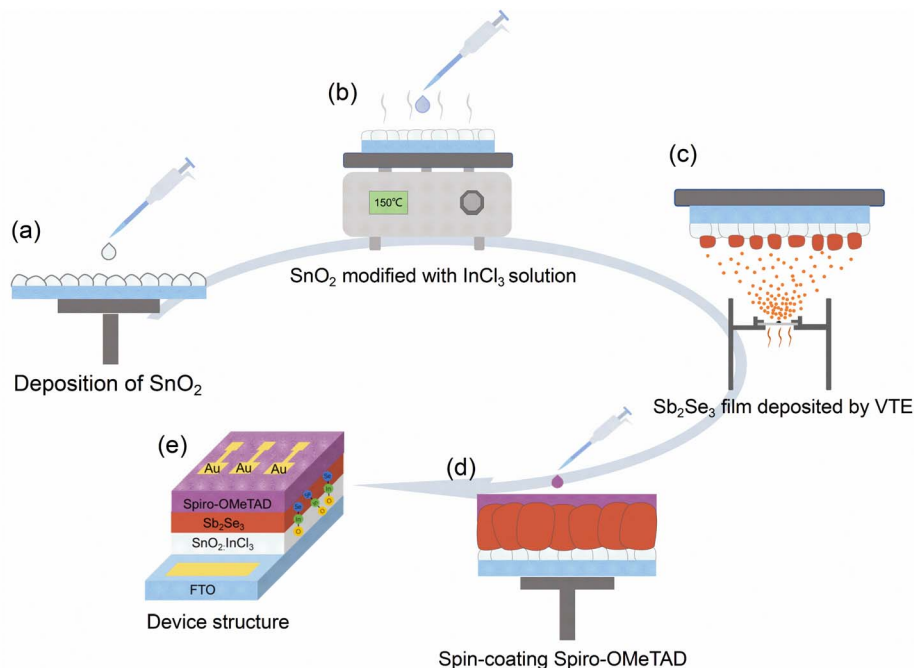 (a)
Deposition of SnO₂
(b)
150℃
SnO₂ modified with InCl₃ solution
(c)
Sb₂Se₃ film deposited by VTE
(d)
Spin-coating Spiro-OMeTAD
(e)
Au Au Au
Spiro-OMeTAD
Sb₂Se₃
SnO₂:InCl₃
FTO
Device structure